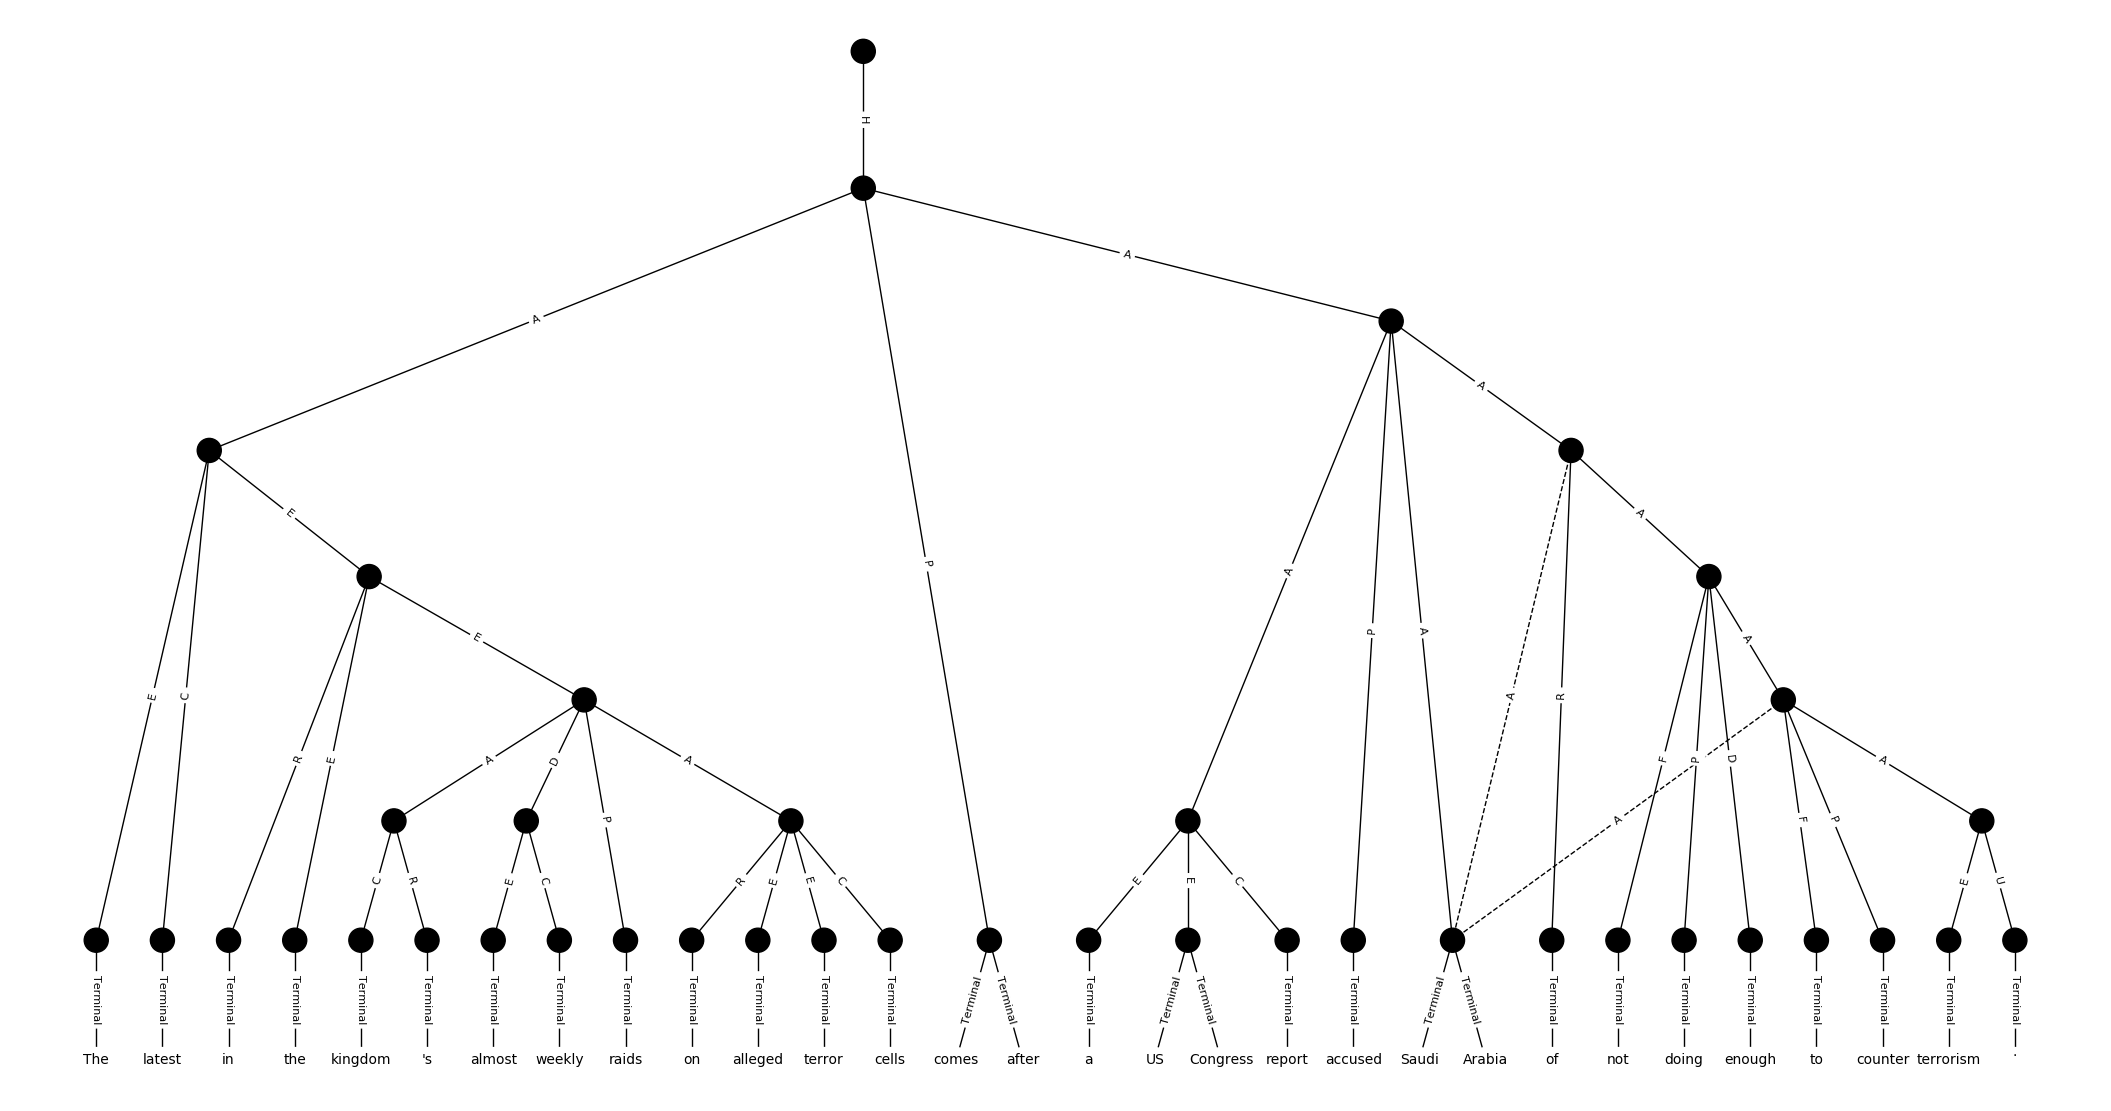 H
A
A
A
E
A
E
A
A
P
A
P
A
E
C
A
R
R
E
A
D
A
F
P
D
A
P
A
F
P
C
R
E
C
R
E
E
C
E
E
C
E
U
Terminal Terminal Terminal Terminal Terminal Terminal Terminal Terminal Terminal Terminal Terminal Terminal Terminal Terminal Terminal Terminal Terminal Terminal Terminal Terminal Terminal Terminal Terminal Terminal Terminal Terminal Terminal Terminal Terminal Terminal
The latest in the kingdom 's almost weekly raids on alleged terror cells comes after a US Congress report accused Saudi Arabia of not doing enough to counter terrorism .